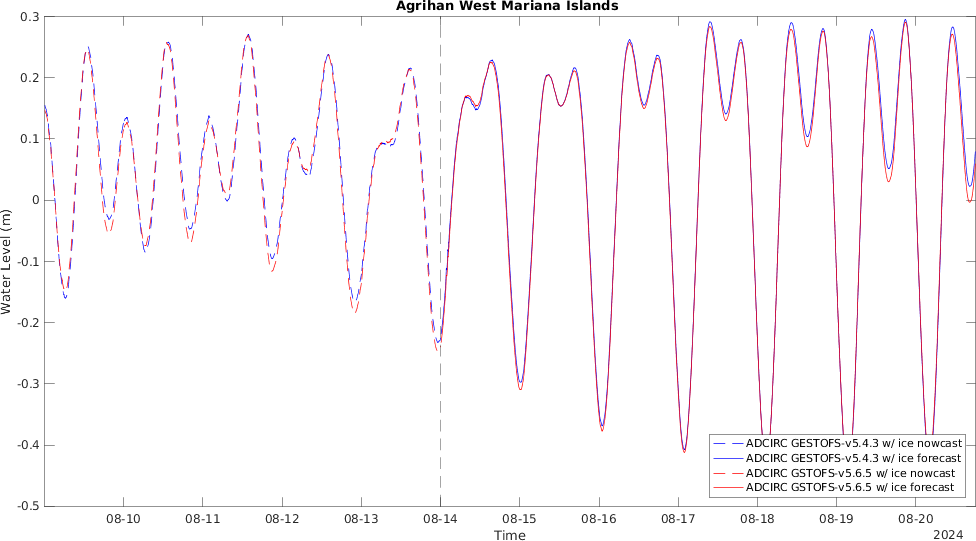 Agrihan West Mariana Islands
0.3
0.2
0.1
0
-0.1
-0.2
-0.3
-0.4
-0.5
Water Level (m)
ADCIRC GESTOFS-v5.4.3 w/ ice nowcast
ADCIRC GESTOFS-v5.4.3 w/ ice forecast
ADCIRC GSTOFS-v5.6.5 w/ ice nowcast
ADCIRC GSTOFS-v5.6.5 w/ ice forecast
08-10 08-11 08-12 08-13 08-14 08-15 08-16 08-17 08-18 08-19 08-20
Time
2024